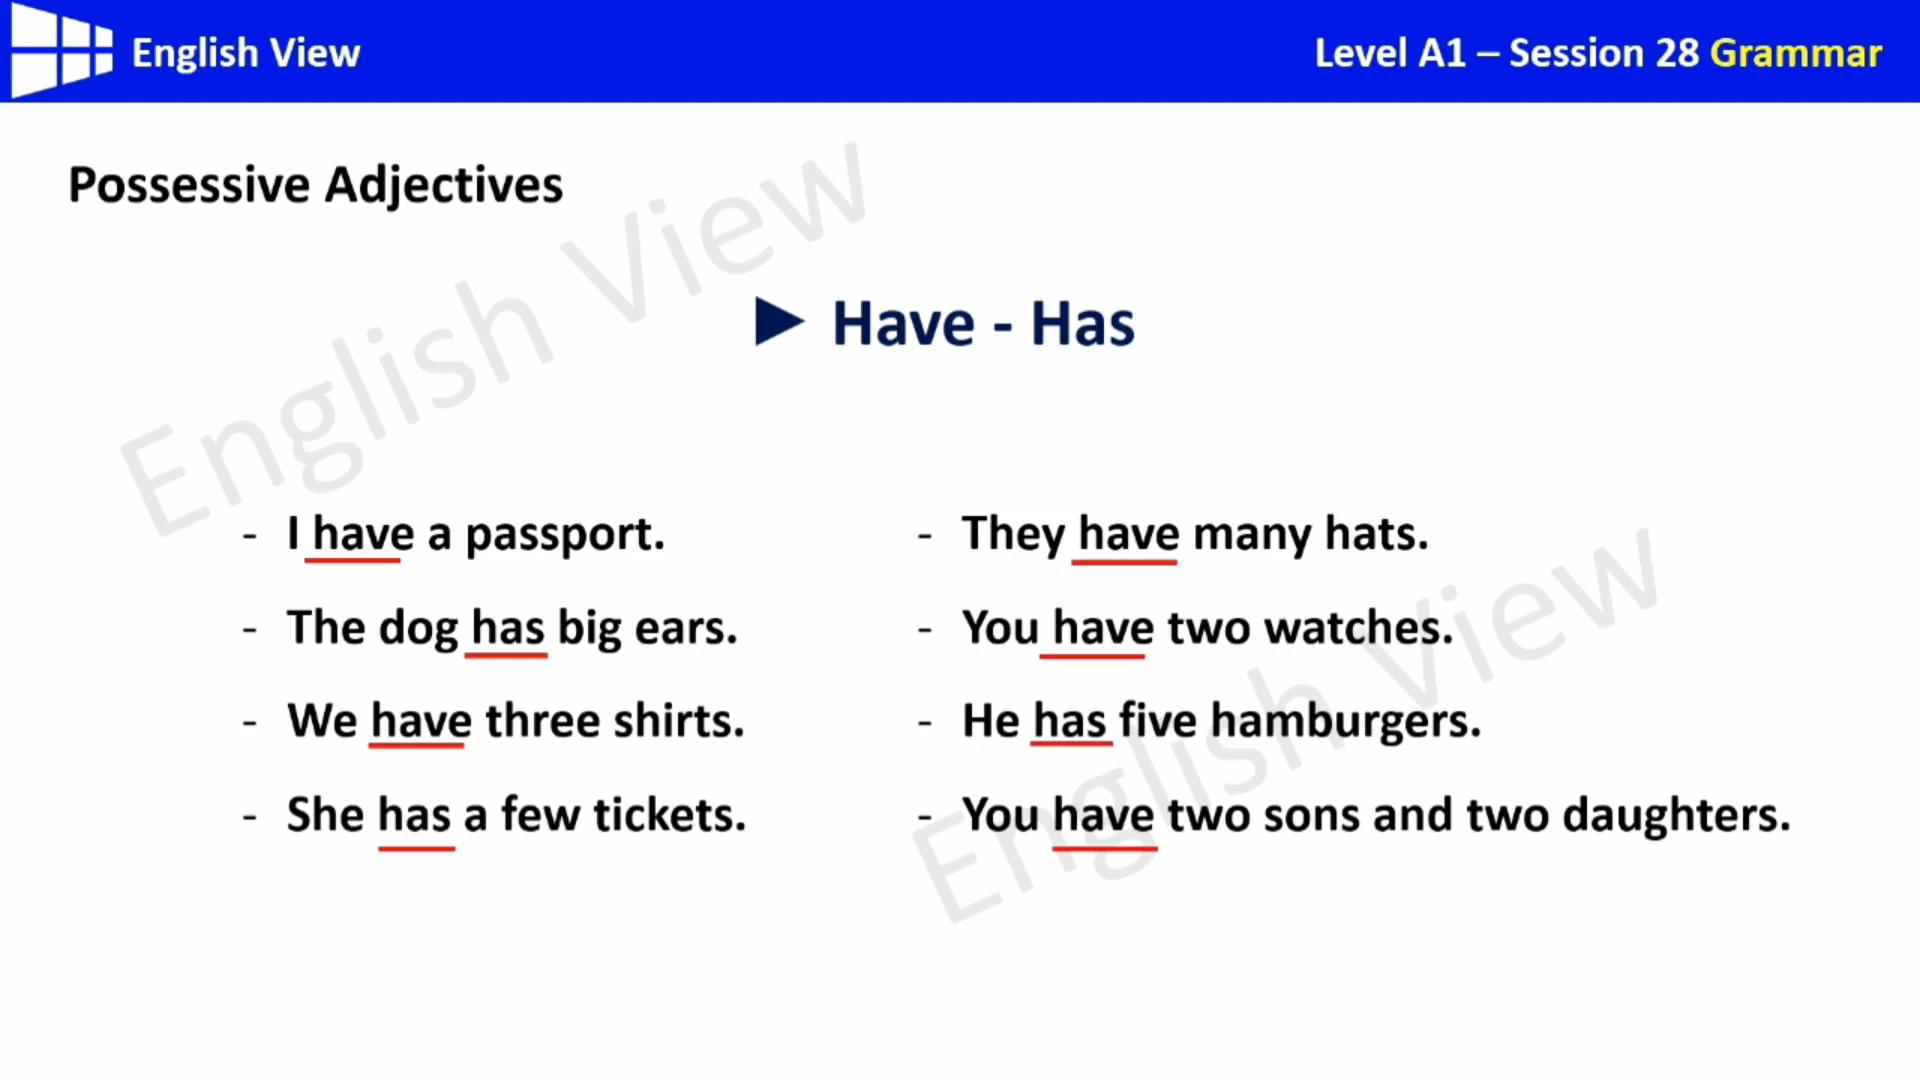 English View
Level A1 – Session 28 Grammar
Possessive Adjectives
► Have - Has
- I have a passport.
- The dog has big ears.
- We have three shirts.
- She has a few tickets.
- They have many hats.
- You have two watches.
- He has five hamburgers.
- You have two sons and two daughters.
English View
English View